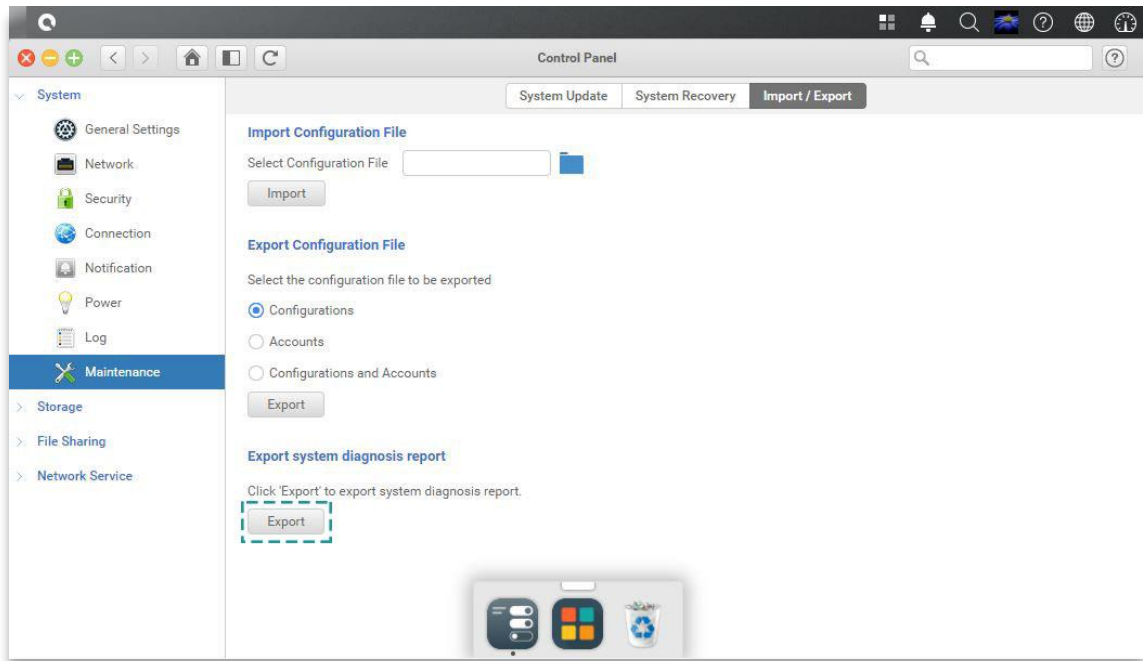 Control Panel
System
General Settings
Network
Security
Connection
Notification
Power
Log
Maintenance
Storage
File Sharing
Network Service
System Update System Recovery Import / Export
Import Configuration File
Select Configuration File
Import
Export Configuration File
Select the configuration file to be exported
Configurations
Accounts
Configurations and Accounts
Export
Export system diagnosis report
Click 'Export' to export system diagnosis report.
Export